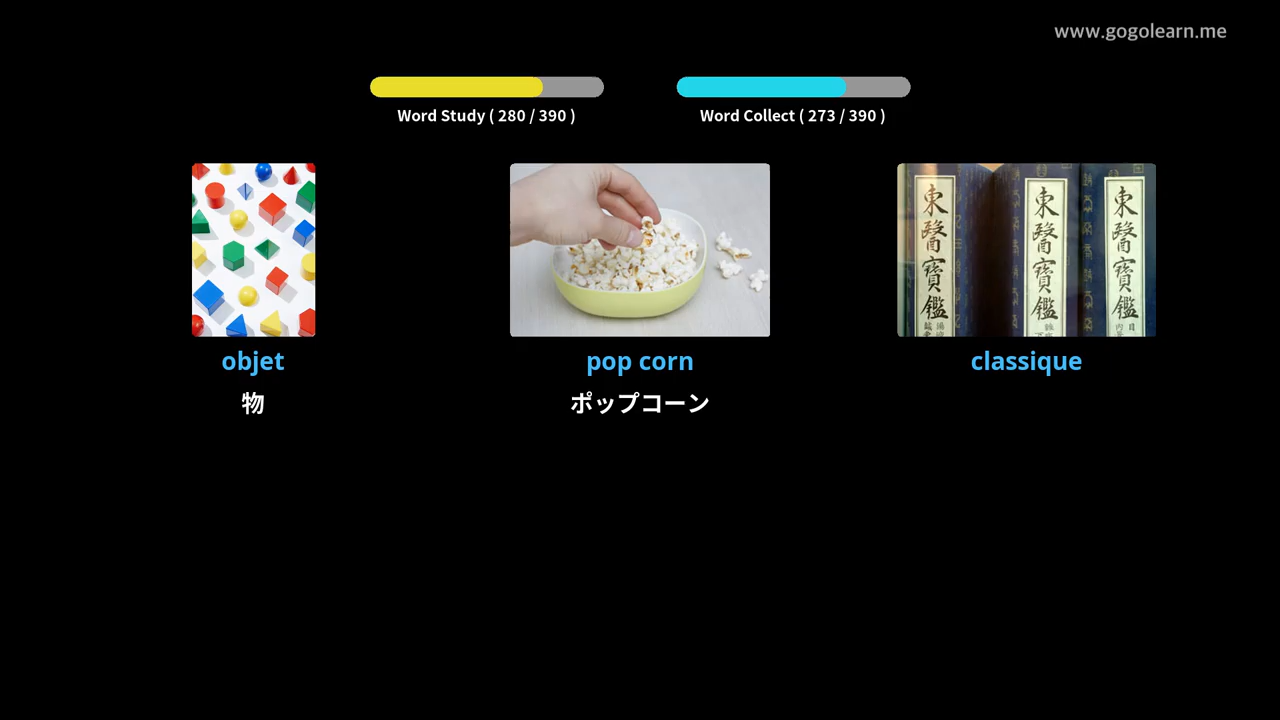 www.gogolearn.me
Word Study ( 280 / 390 )
Word Collect ( 273 / 390 )
東醫寶鑑
東醫寶鑑
東醫寶鑑
objet
pop corn
classique
物
ポップコーン